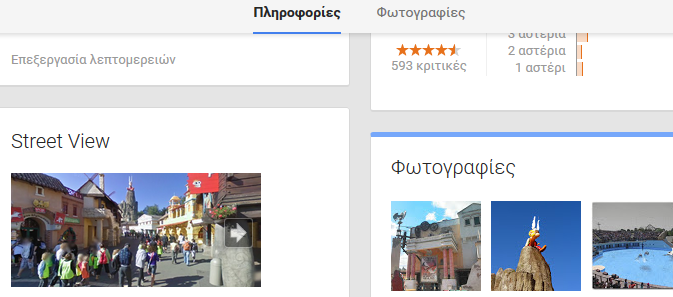 Πληροφορίες
Φωτογραφίες
Επεξεργασία λεπτομερειών
3 αστέρια
2 αστέρια
1 αστέρι
593 κριτικές
Street View
Φωτογραφίες